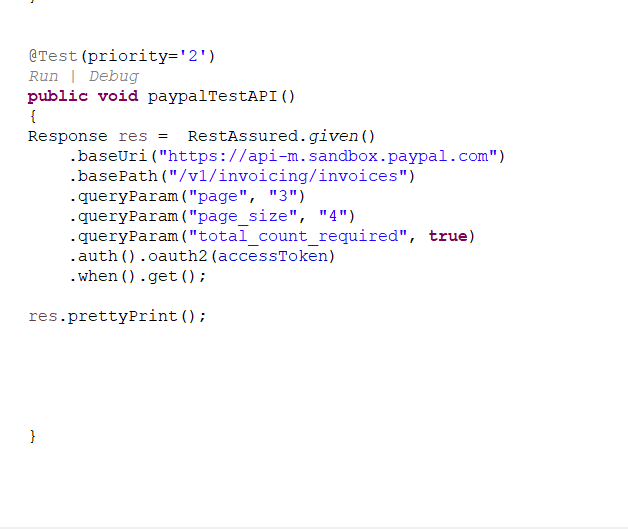 @Test(priority='2')
Run | Debug
public void paypalTestAPI()
{
Response res =  RestAssured.given()
    .baseUri("https://api-m.sandbox.paypal.com")
    .basePath("/v1/invoicing/invoices")
    .queryParam("page", "3")
    .queryParam("page_size", "4")
    .queryParam("total_count_required", true)
    .auth().oauth2(accessToken)
    .when().get();
res.prettyPrint();
}